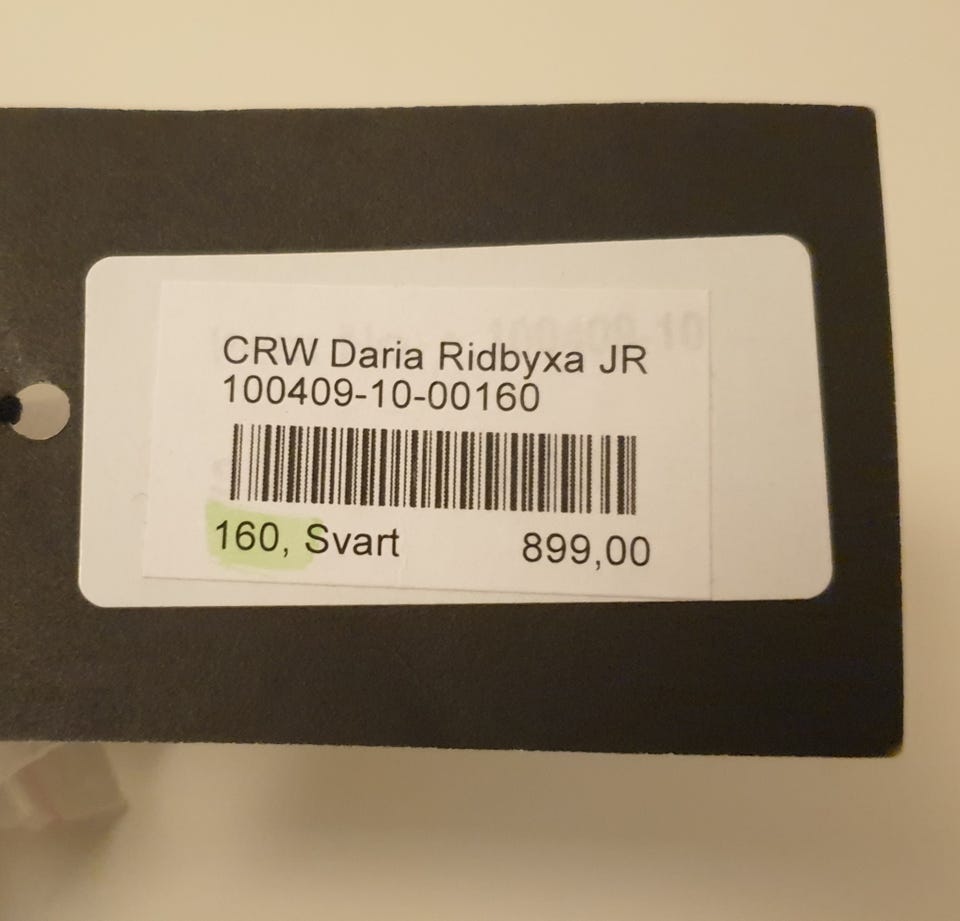 CRW Daria Ridbyxa JR
100409-10-00160
160, Svart 899,00